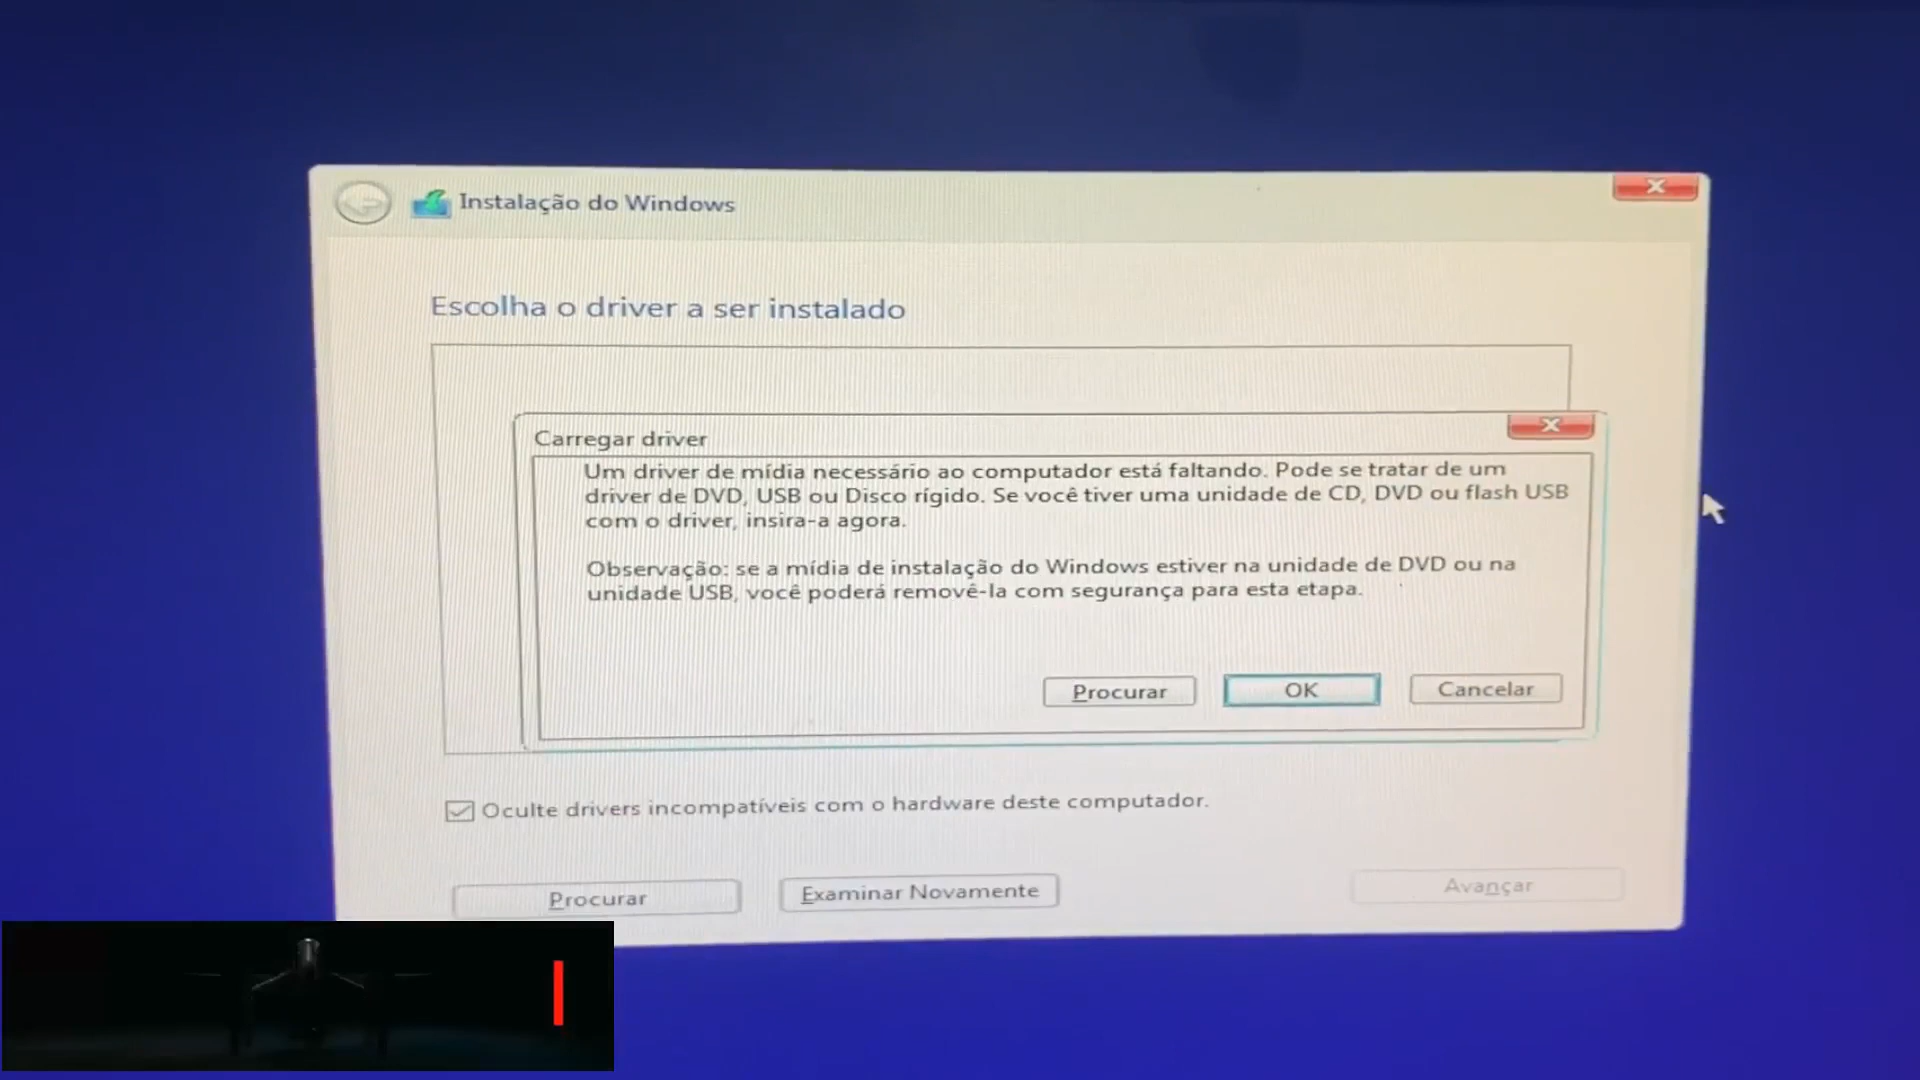 Instalação do Windows
Escolha o driver a ser instalado
Carregar driver
Um driver de mídia necessário ao computador está faltando. Pode se tratar de um
driver de DVD, USB ou Disco rígido. Se você tiver uma unidade de CD, DVD ou flash USB
com o driver, insira-a agora.
Observação: se a mídia de instalação do Windows estiver na unidade de DVD ou na
unidade USB, você poderá removê-la com segurança para esta etapa.
Procurar
OK
Cancelar
Oculte drivers incompatíveis com o hardware deste computador.
Procurar
Examinar Novamente
Avançar